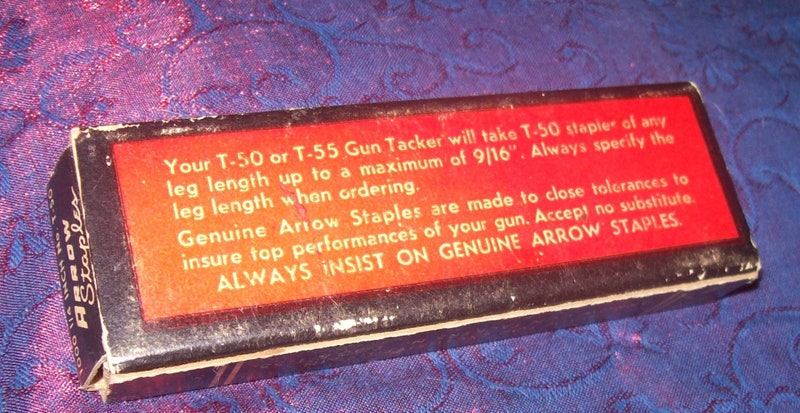 Your T-50 or T-55 Gun Tacker will take T-50 stapler of any
leg length up to a maximum of 9/16". Always specify the
leg length when ordering.
Genuine Arrow Staples are made to close tolerances to
insure top performances of your gun. Accept no substitute.
ALWAYS INSIST ON GENUINE ARROW STAPLES.
ARROW
Staples